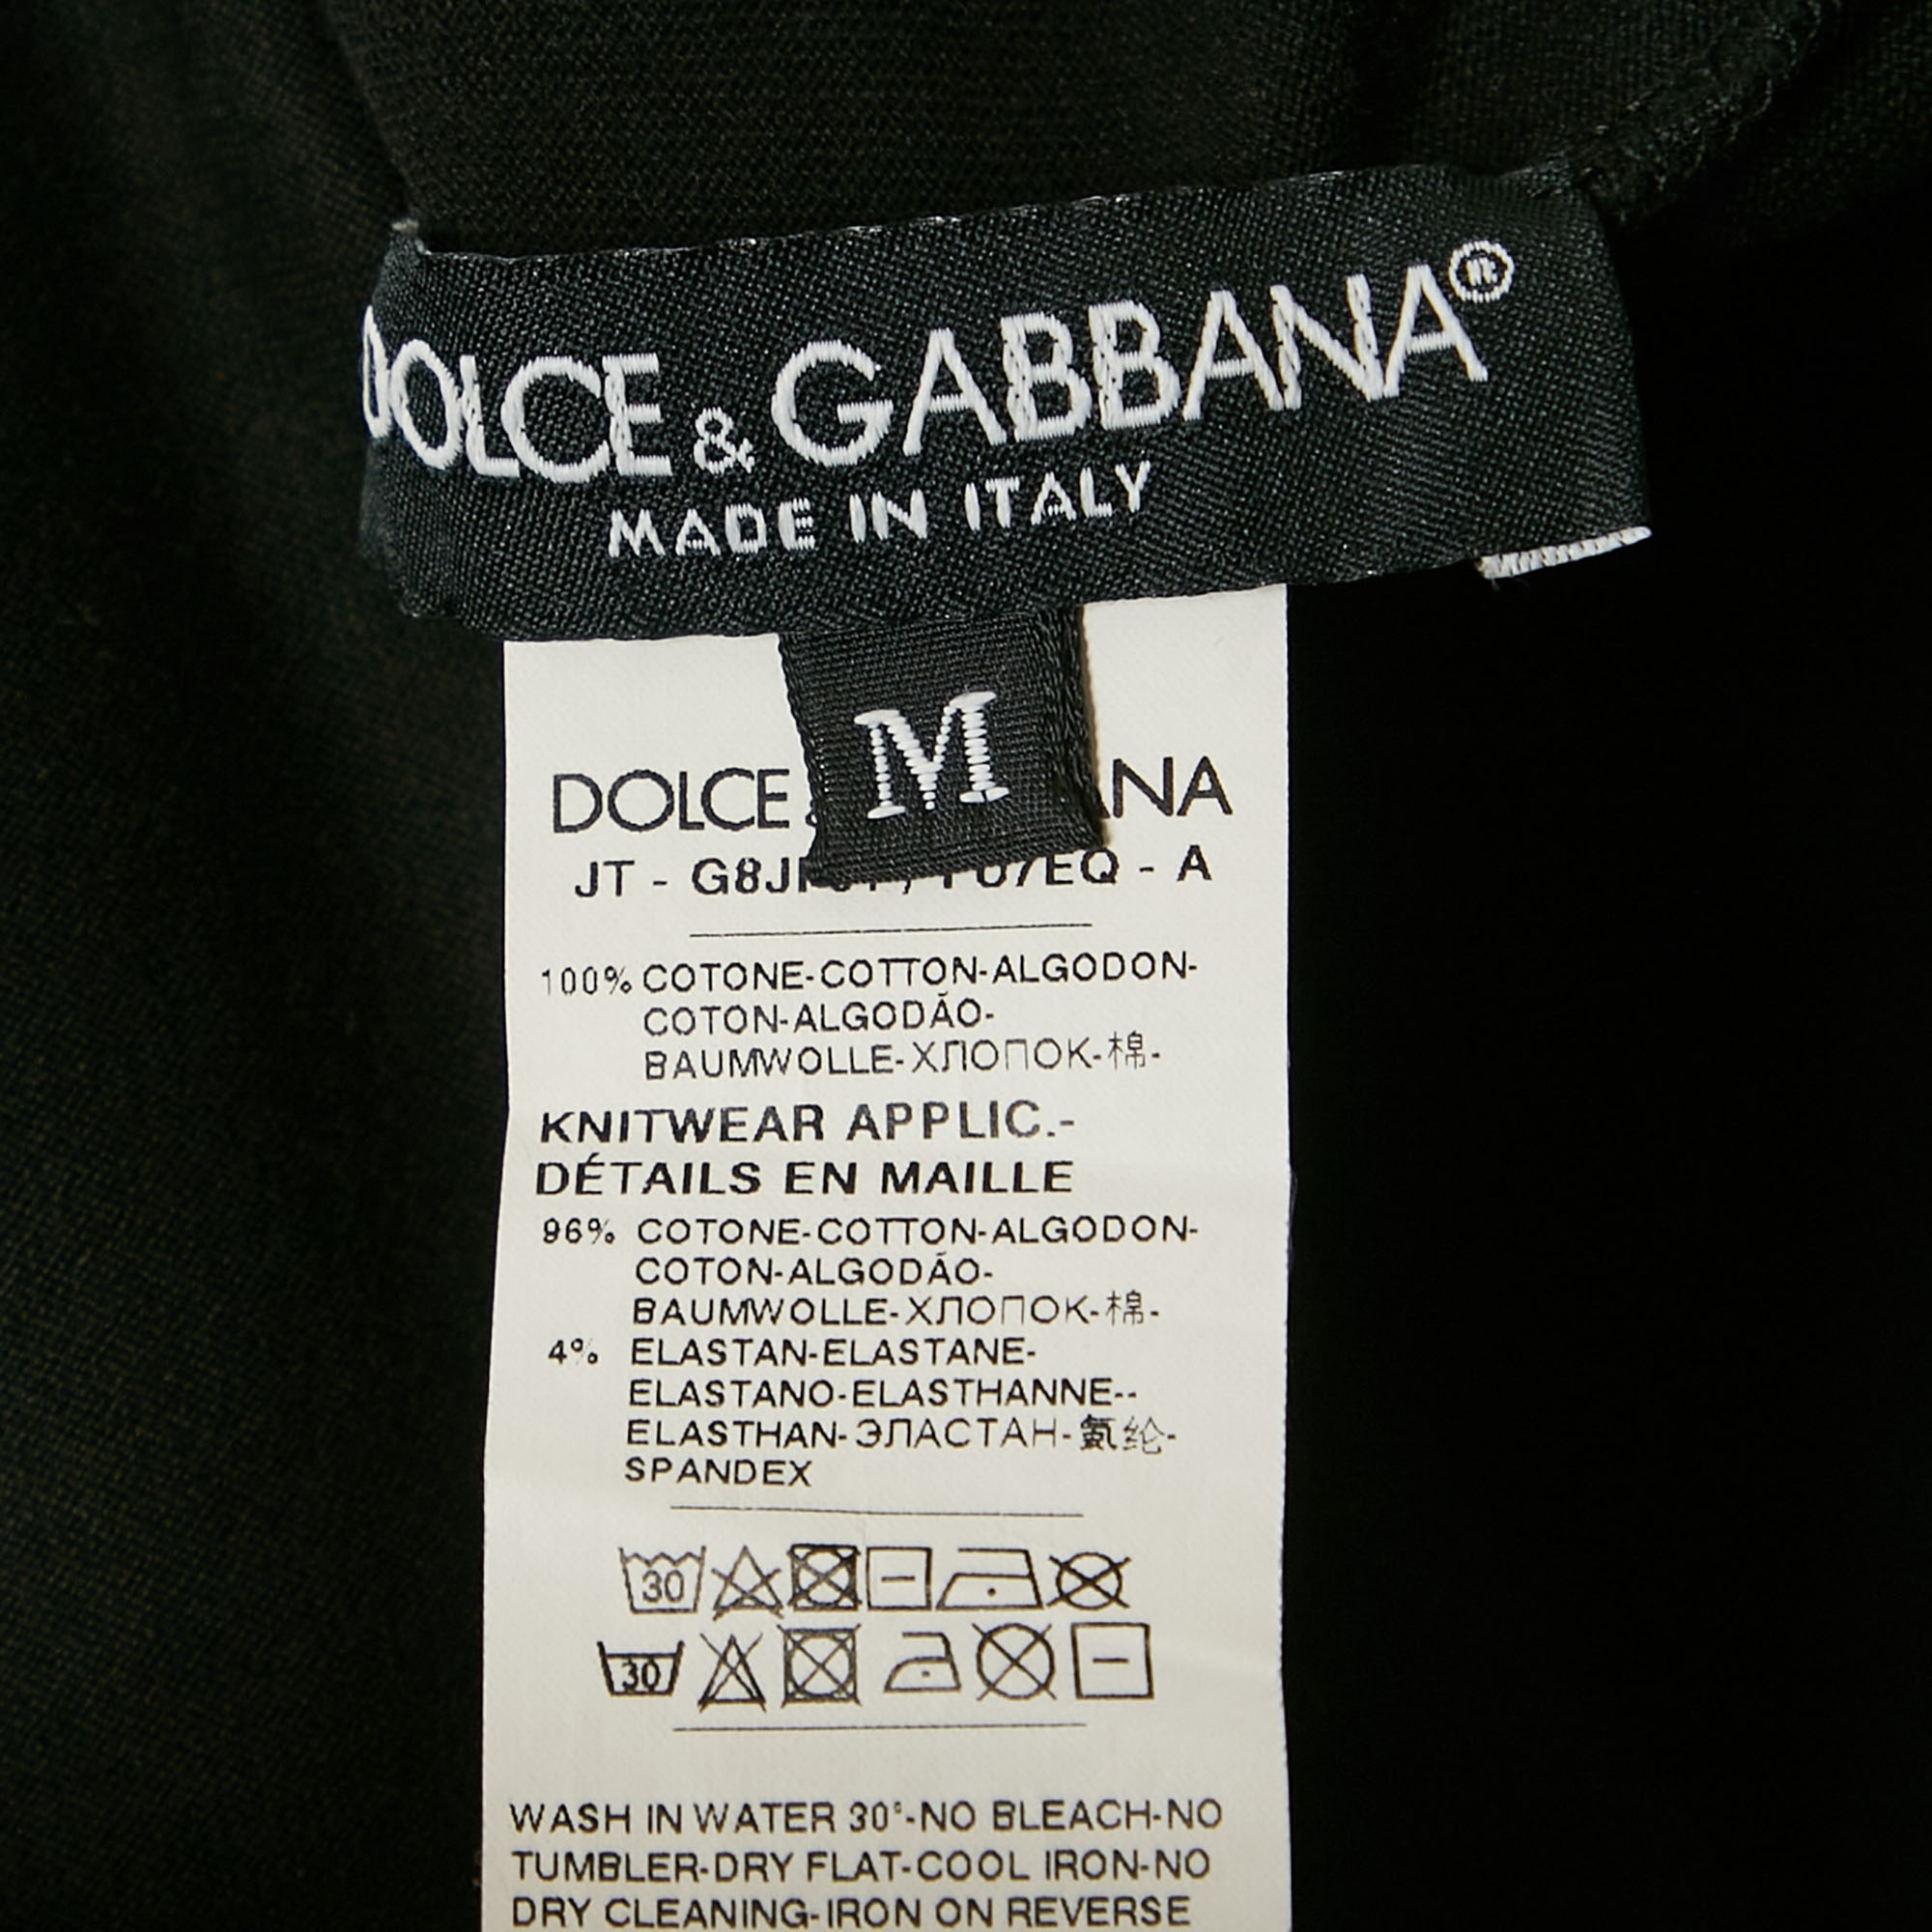 DOLCE & GABBANA®
MADE IN ITALY
M
DOLCE
JT - - A
100% COTONE-COTTON-ALGODON-
COTON-ALGODÃO-
BAUMWOLLE-ХЛОПОК-棉-
KNITWEAR APPLIC.-
DÉTAILS EN MAILLE
96% COTONE-COTTON-ALGODON-
COTON-ALGODÃO-
BAUMWOLLE-ХЛОПОК-棉-
4% ELASTAN-ELASTANE-
ELASTANO-ELASTHANNE--
ELASTHAN-ЭЛАСТАН-氨纶-
SPANDEX
30
30
WASH IN WATER 30°-NO BLEACH-NO
TUMBLER-DRY FLAT-COOL IRON-NO
DRY CLEANING-IRON ON REVERSE